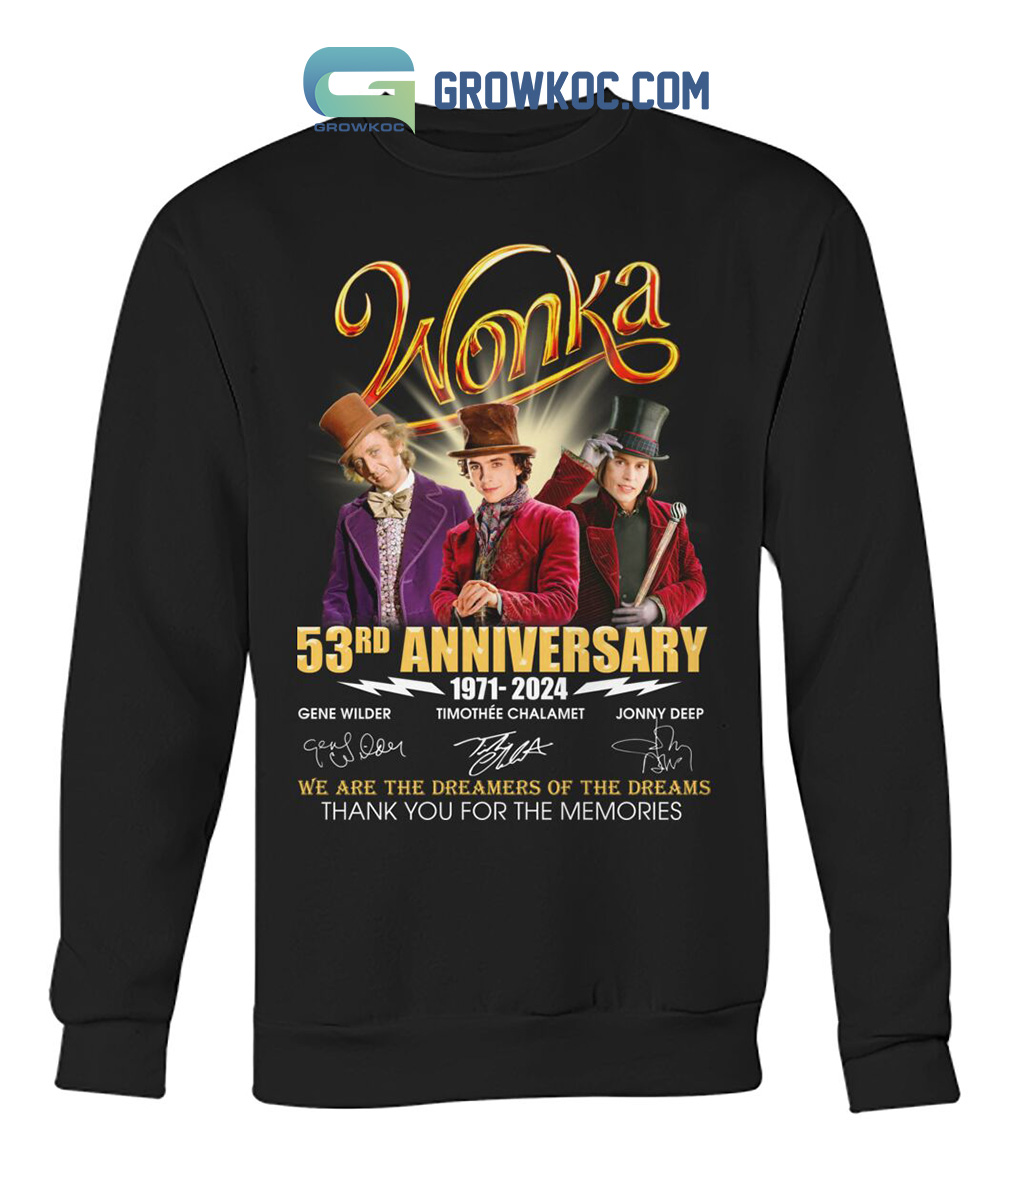 GROWKOC.COM
GROWKOC
Wonka
53RD ANNIVERSARY
1971-2024
GENE WILDER TIMOTHÉE CHALAMET JONNY DEEP
WE ARE THE DREAMERS OF THE DREAMS
THANK YOU FOR THE MEMORIES